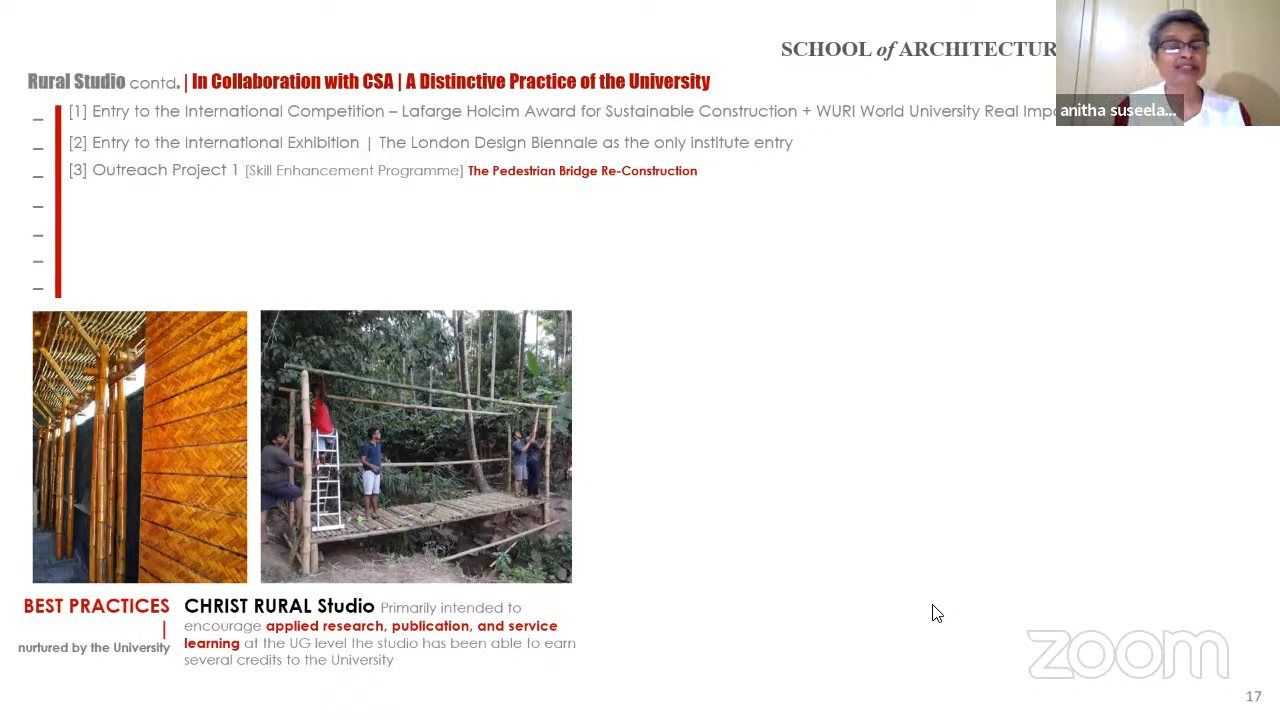 SCHOOL of ARCHITECTUR
Rural Studio contd. | In Collaboration with CSA | A Distinctive Practice of the University
[1] Entry to the International Competition – Lafarge Holcim Award for Sustainable Construction + WURI World University Real Impa
anitha suseela...
[2] Entry to the International Exhibition | The London Design Biennale as the only institute entry
[3] Outreach Project 1 [Skill Enhancement Programme] The Pedestrian Bridge Re-Construction
BEST PRACTICES
|
nurtured by the University
CHRIST RURAL Studio Primarily intended to
encourage applied research, publication, and service
learning at the UG level the studio has been able to earn
several credits to the University
zoom
17